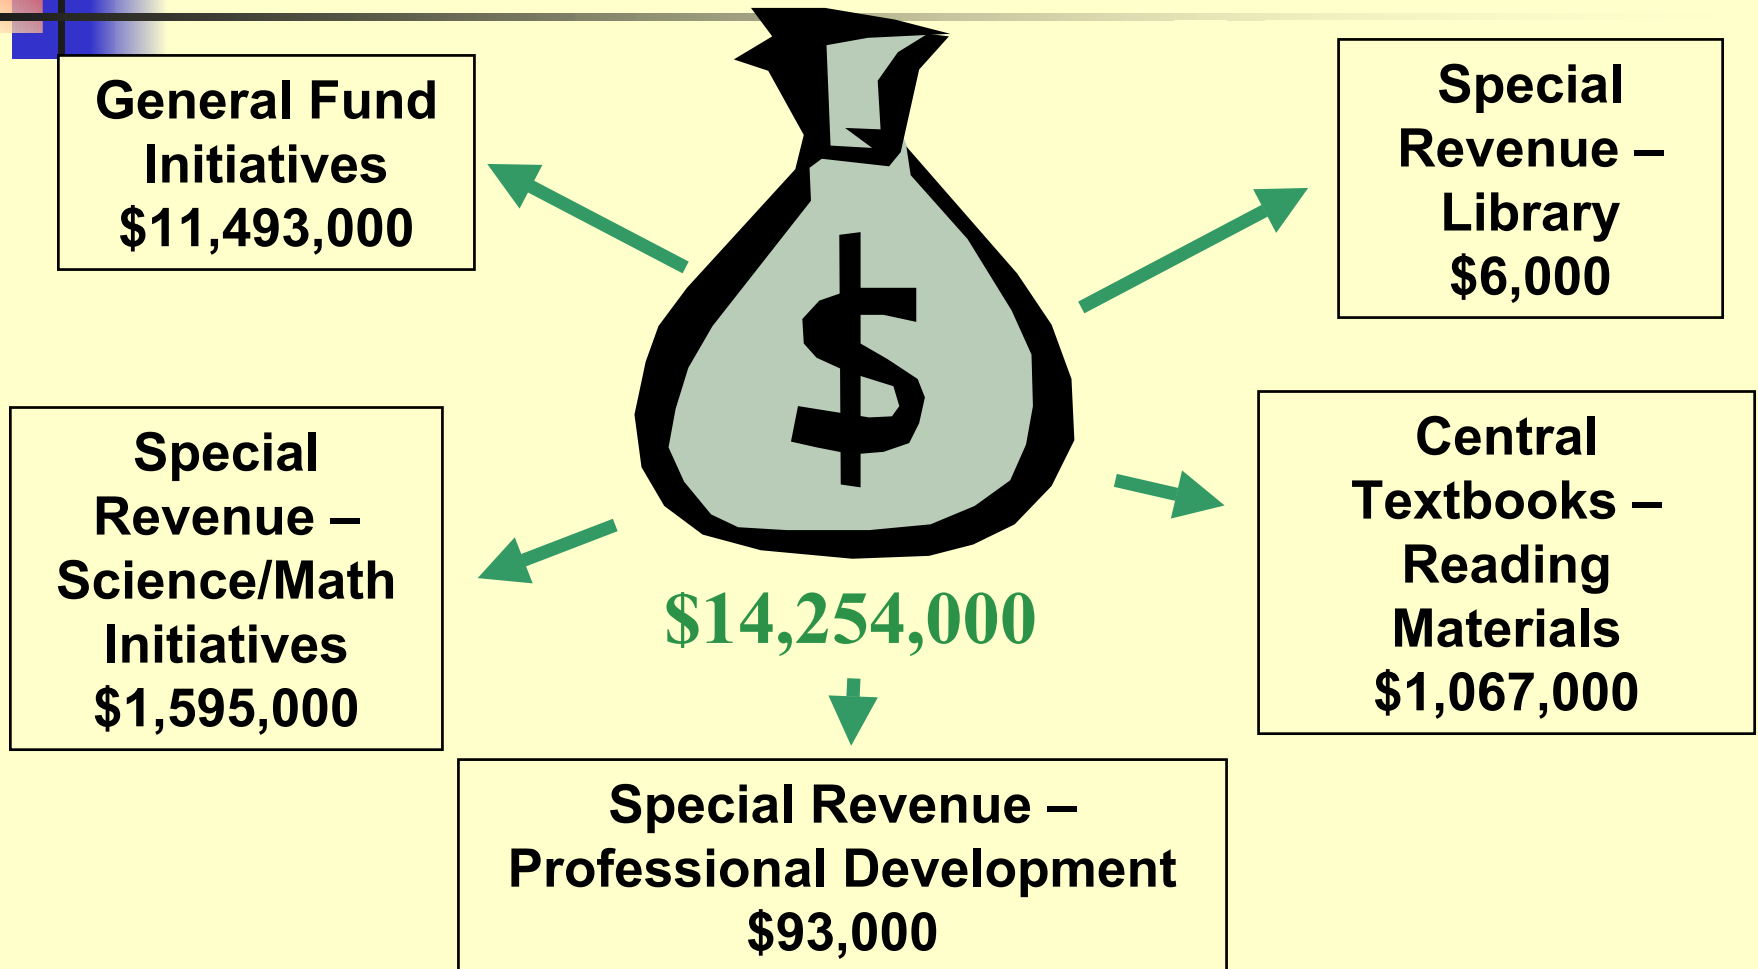 General Fund
Initiatives
$11,493,000
Special
Revenue –
Library
$6,000
$
Special
Revenue –
Science/Math
Initiatives
$1,595,000
Central
Textbooks –
Reading
Materials
$1,067,000
$14,254,000
Special Revenue –
Professional Development
$93,000